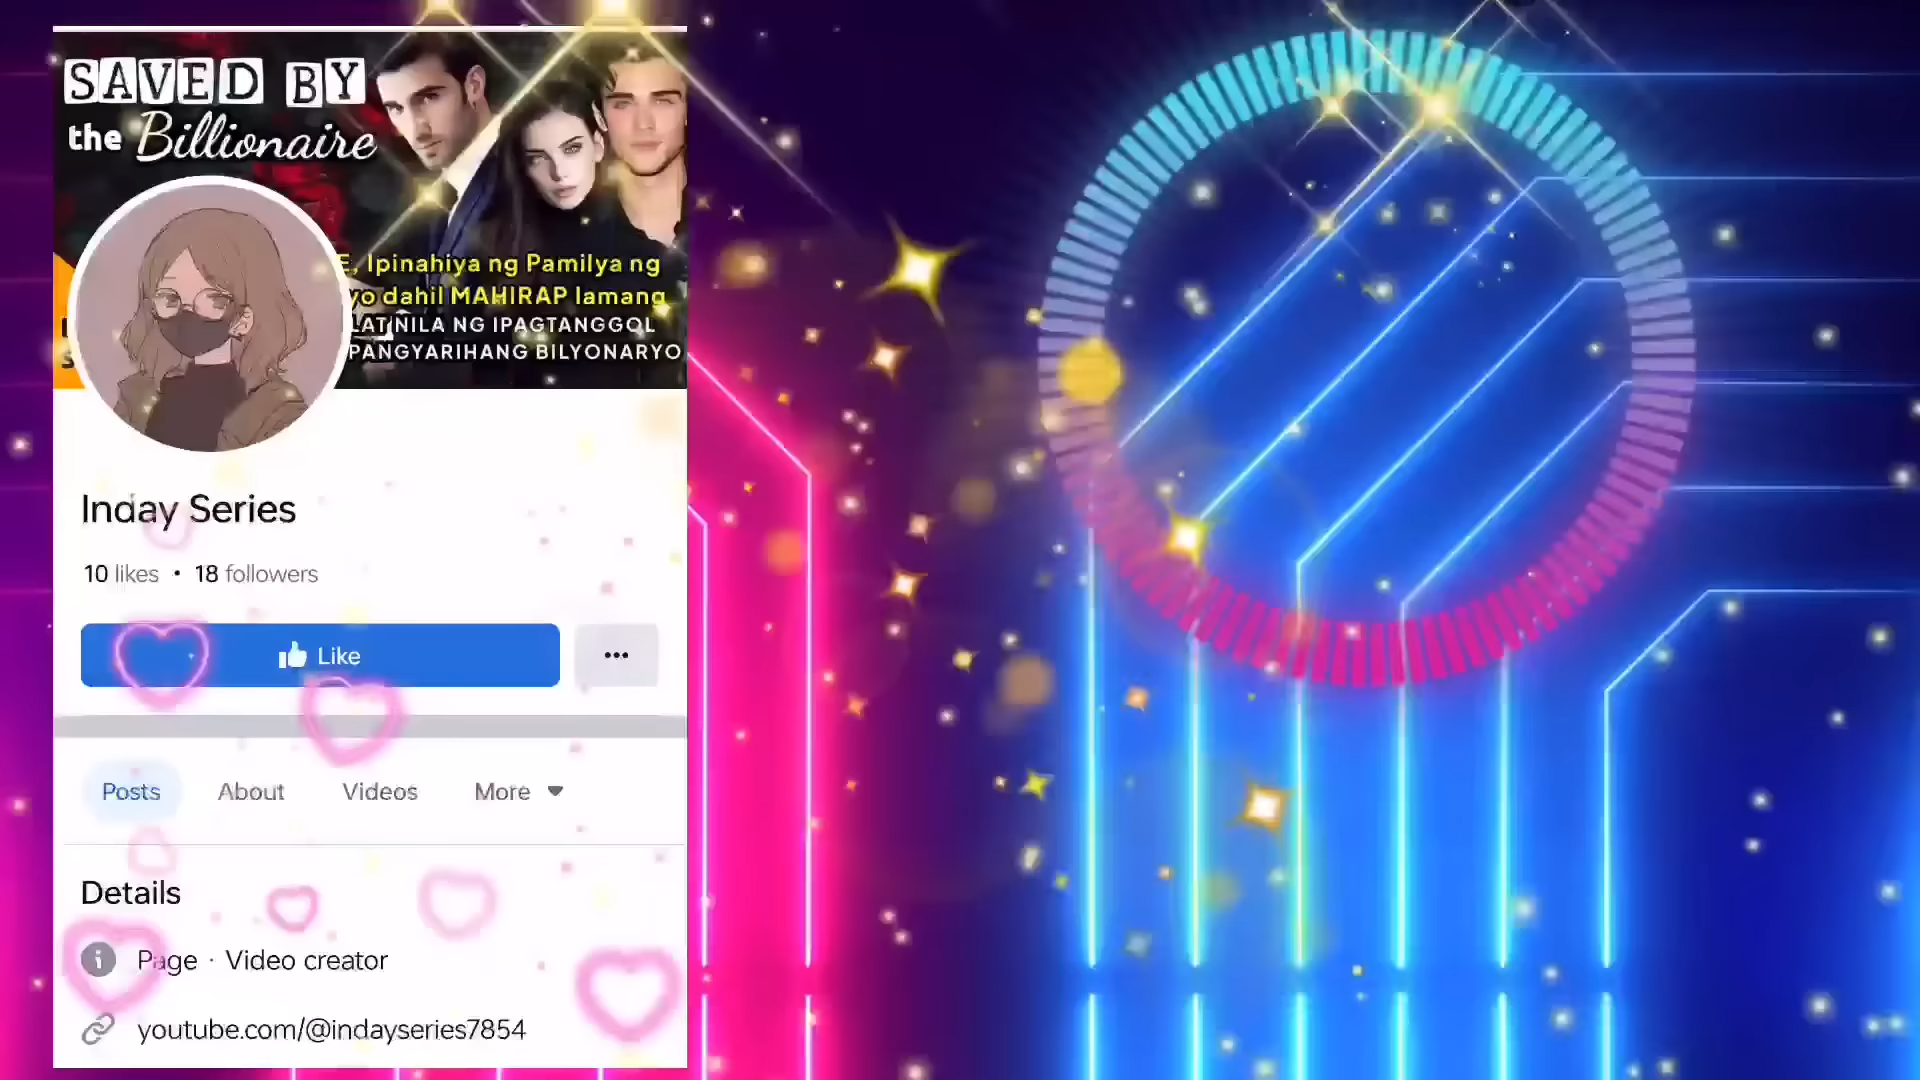 SAVED BY
the Billionaire
E, Ipinahiya ng Pamilya ng
yo dahil MAHIRAP lamang
LAT NILA NG IPAGTANGGOL
PANGYARIHANG BILYONARYO
Inday Series
10 likes • 18 followers
Like
Posts About Videos More
Details
Page · Video creator
youtube.com/@indayseries7854